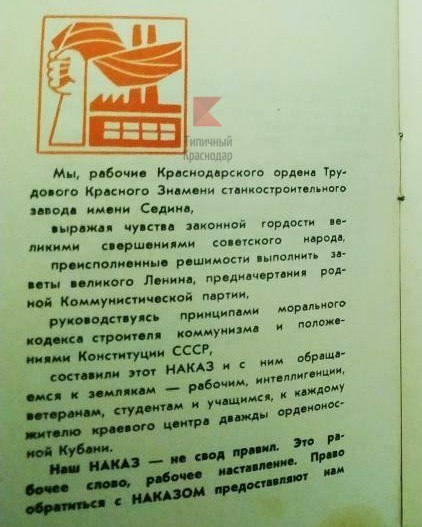 Типичный
Краснодар
Мы, рабочие Краснодарского ордена Тру-
дового Красного Знамени станкостроительного
завода имени Седина,
выражая чувства законной гордости ве-
ликими свершениями советского народа,
преисполненные решимости выполнить за-
веты великого Ленина, предначертания род-
ной Коммунистической партии,
руководствуясь принципами морального
кодекса строителя коммунизма и положе-
ниями Конституции СССР,
составили этот НАКАЗ и с ним обраща-
емся к землякам — рабочим, интеллигенции,
ветеранам, студентам и учащимся, к каждому
жителю краевого центра дважды орденонос-
ной Кубани.
Наш НАКАЗ — не свод правил. Это ра-
бочее слово, рабочее наставление. Право
обратиться с НАКАЗОМ предоставляют нам